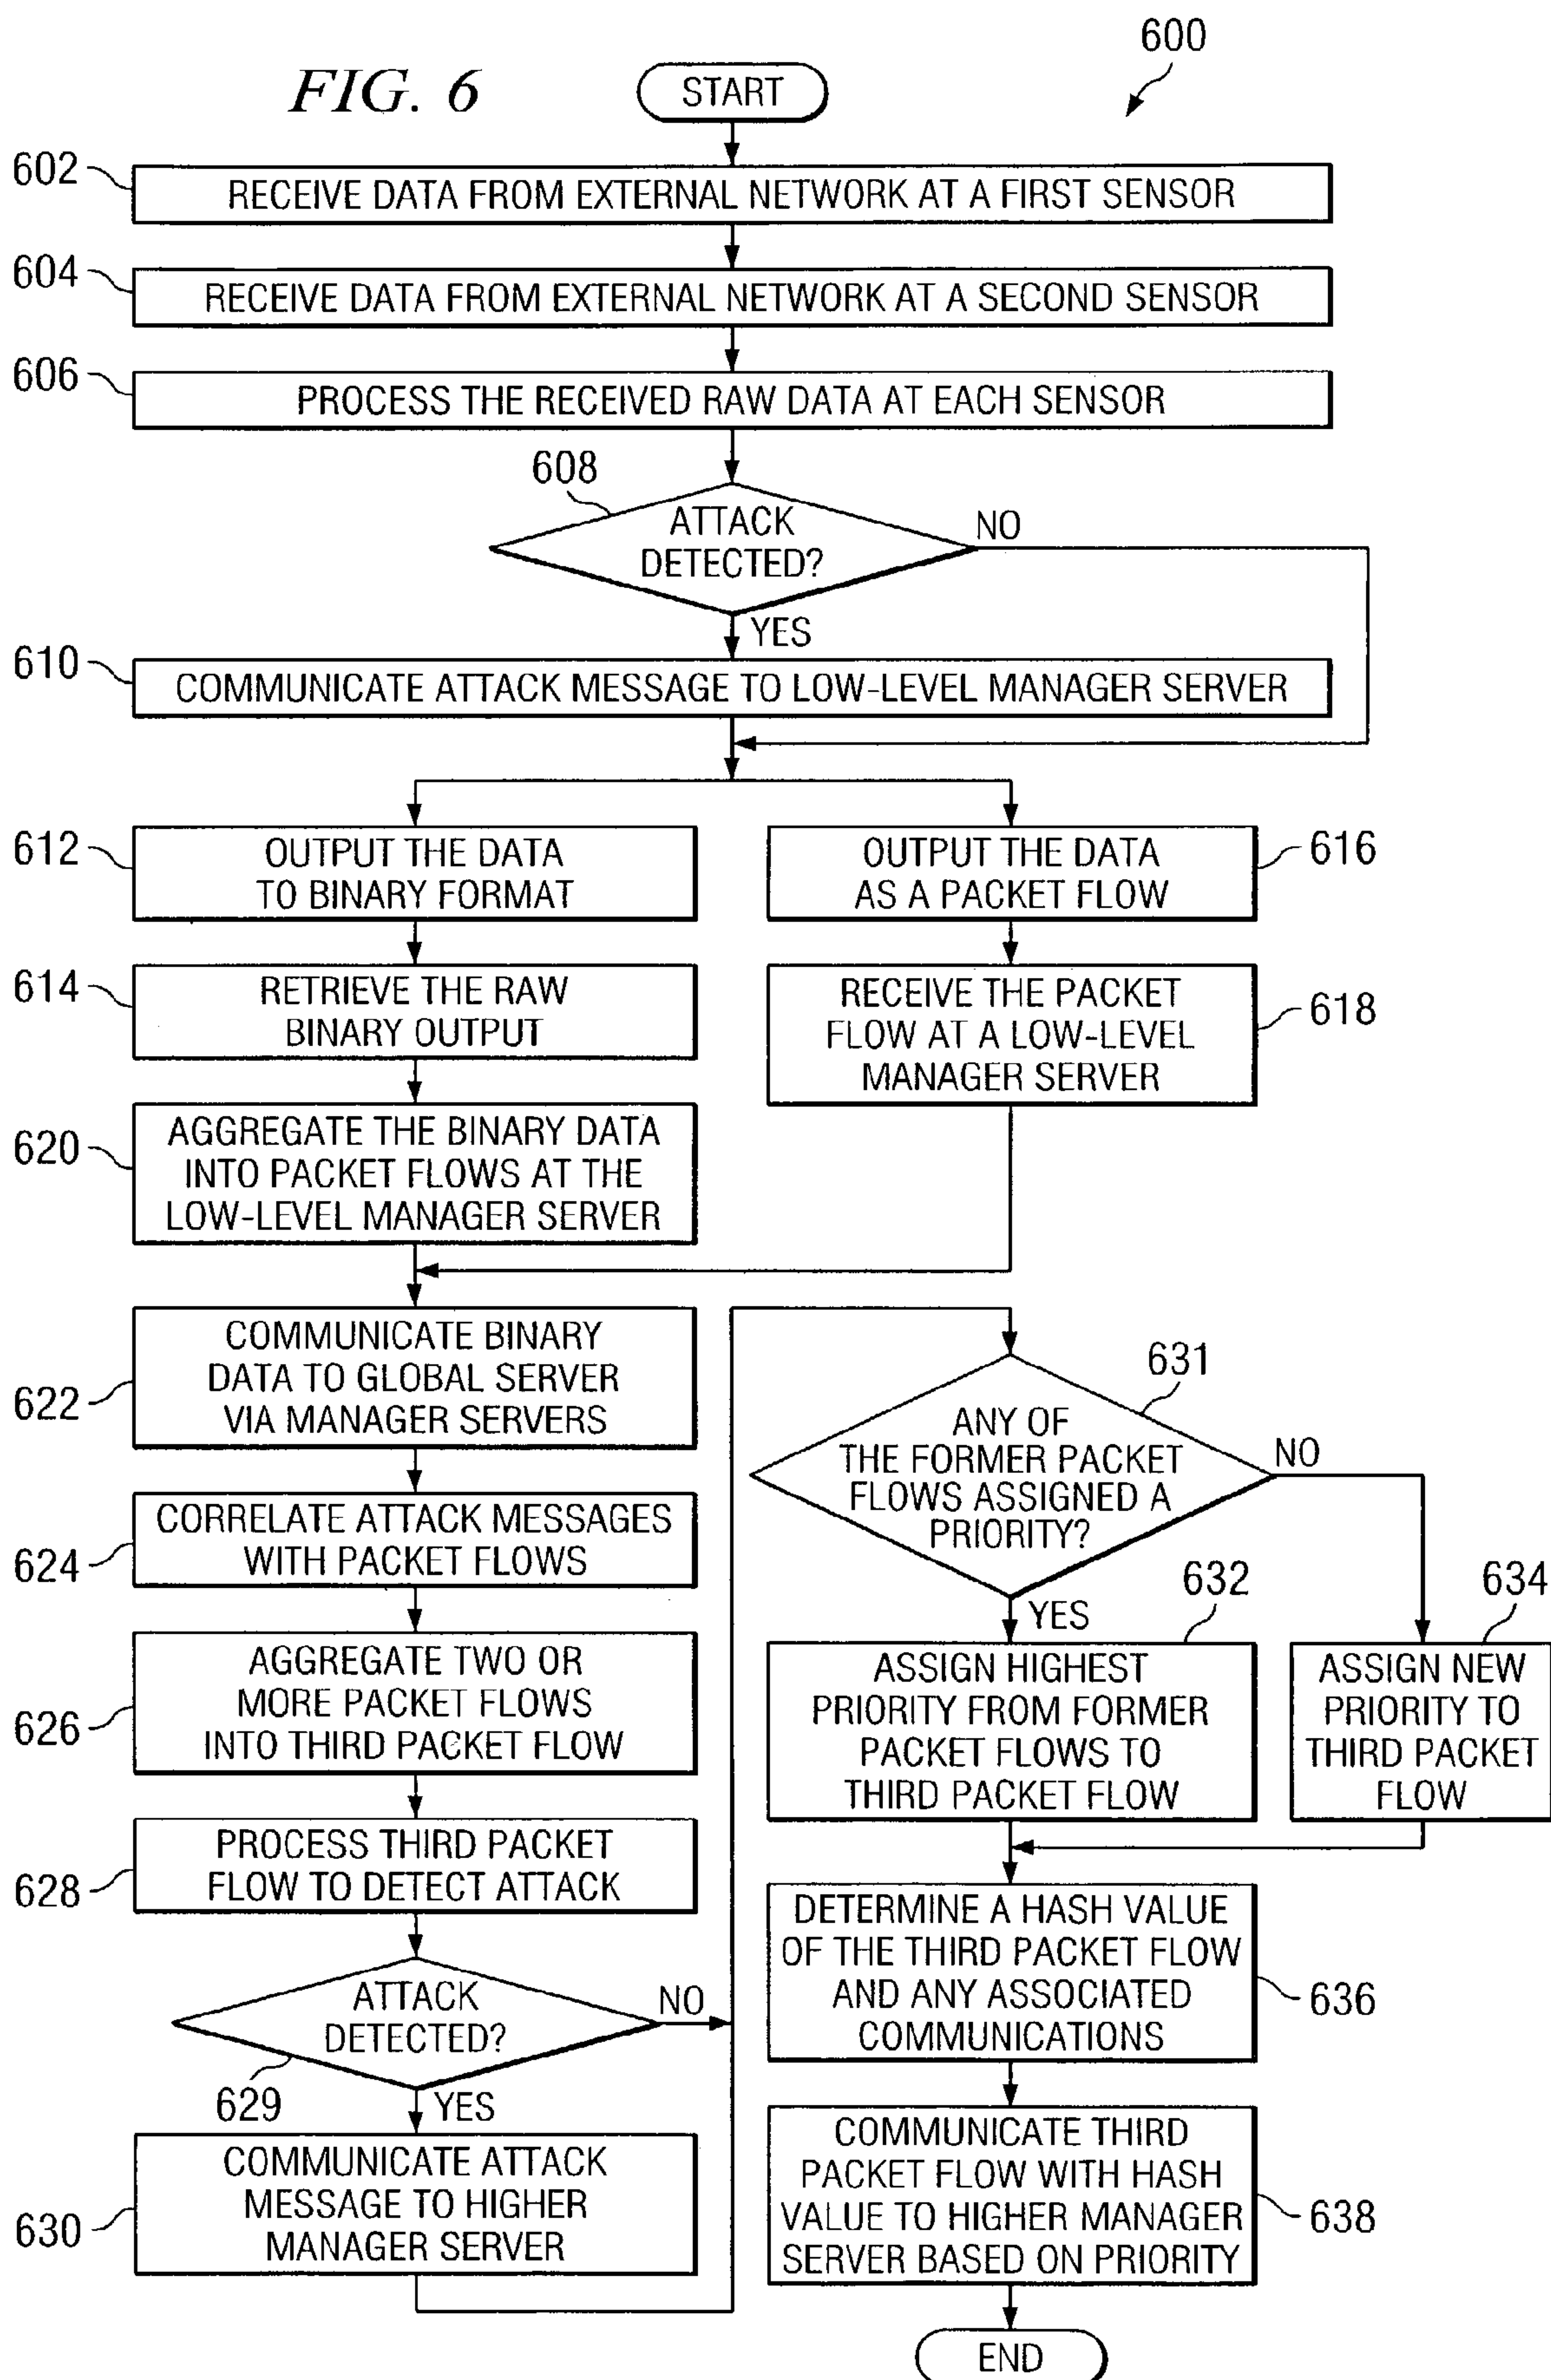 FIG. 6
600
START
602
RECEIVE DATA FROM EXTERNAL NETWORK AT A FIRST SENSOR
604
RECEIVE DATA FROM EXTERNAL NETWORK AT A SECOND SENSOR
606
PROCESS THE RECEIVED RAW DATA AT EACH SENSOR
608
ATTACK
DETECTED?
NO
YES
610
COMMUNICATE ATTACK MESSAGE TO LOW-LEVEL MANAGER SERVER
612
OUTPUT THE DATA
TO BINARY FORMAT
614
RETRIEVE THE RAW
BINARY OUTPUT
620
AGGREGATE THE BINARY DATA
INTO PACKET FLOWS AT THE
LOW-LEVEL MANAGER SERVER
616
OUTPUT THE DATA
AS A PACKET FLOW
618
RECEIVE THE PACKET
FLOW AT A LOW-LEVEL
MANAGER SERVER
622
COMMUNICATE BINARY
DATA TO GLOBAL SERVER
VIA MANAGER SERVERS
624
CORRELATE ATTACK MESSAGES
WITH PACKET FLOWS
626
AGGREGATE TWO OR
MORE PACKET FLOWS
INTO THIRD PACKET FLOW
628
PROCESS THIRD PACKET
FLOW TO DETECT ATTACK
ATTACK
DETECTED?
NO
629
YES
630
COMMUNICATE ATTACK
MESSAGE TO HIGHER
MANAGER SERVER
631
ANY OF
THE FORMER PACKET
FLOWS ASSIGNED A
PRIORITY?
NO
YES
632
ASSIGN HIGHEST
PRIORITY FROM FORMER
PACKET FLOWS TO
THIRD PACKET FLOW
634
ASSIGN NEW
PRIORITY TO
THIRD PACKET
FLOW
DETERMINE A HASH VALUE
OF THE THIRD PACKET FLOW
AND ANY ASSOCIATED
COMMUNICATIONS
636
COMMUNICATE THIRD
PACKET FLOW WITH HASH
VALUE TO HIGHER MANAGER
SERVER BASED ON PRIORITY
638
END